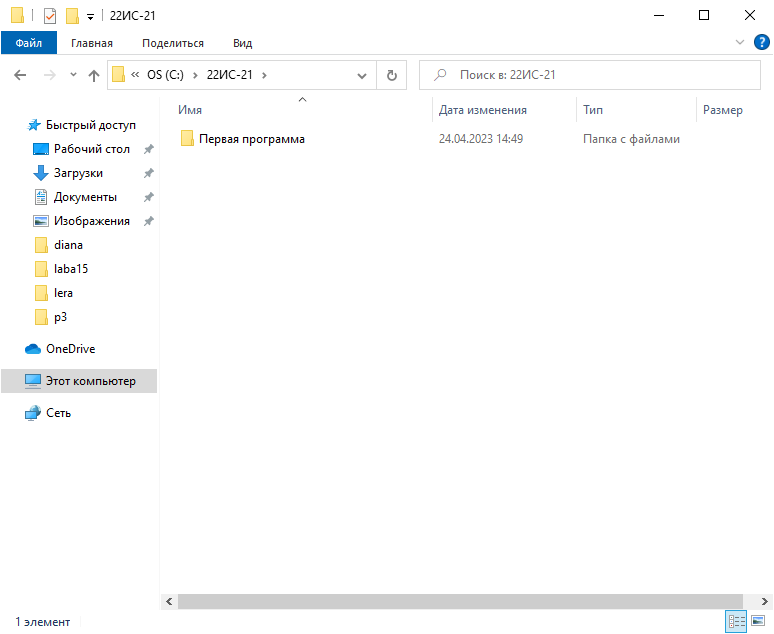 22ИС-21
Файл Главная Поделиться Вид
« OS (C:) › 22ИС-21 › Поиск в: 22ИС-21
Имя Дата изменения Тип Размер
Первая программа 24.04.2023 14:49 Папка с файлами
Быстрый доступ
Рабочий стол
Загрузки
Документы
Изображения
diana
laba15
lera
p3
OneDrive
Этот компьютер
Сеть
1 элемент